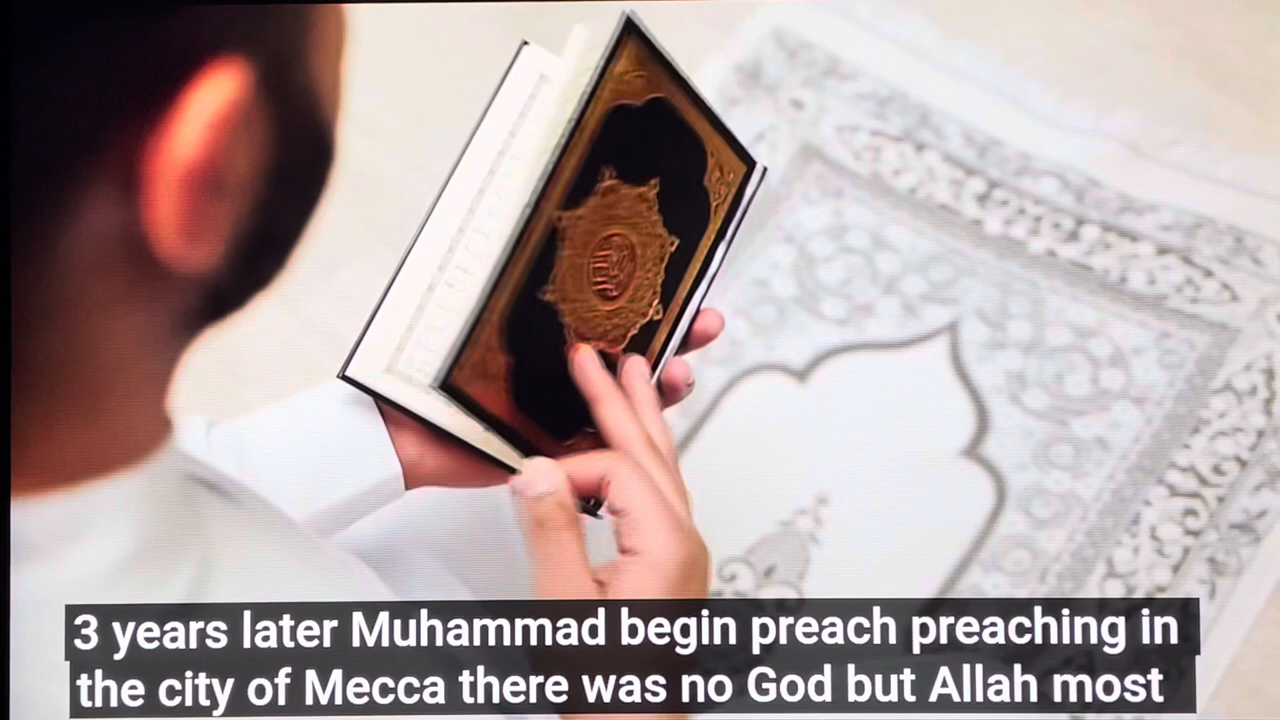 3 years later Muhammad begin preach preaching in
the city of Mecca there was no God but Allah most